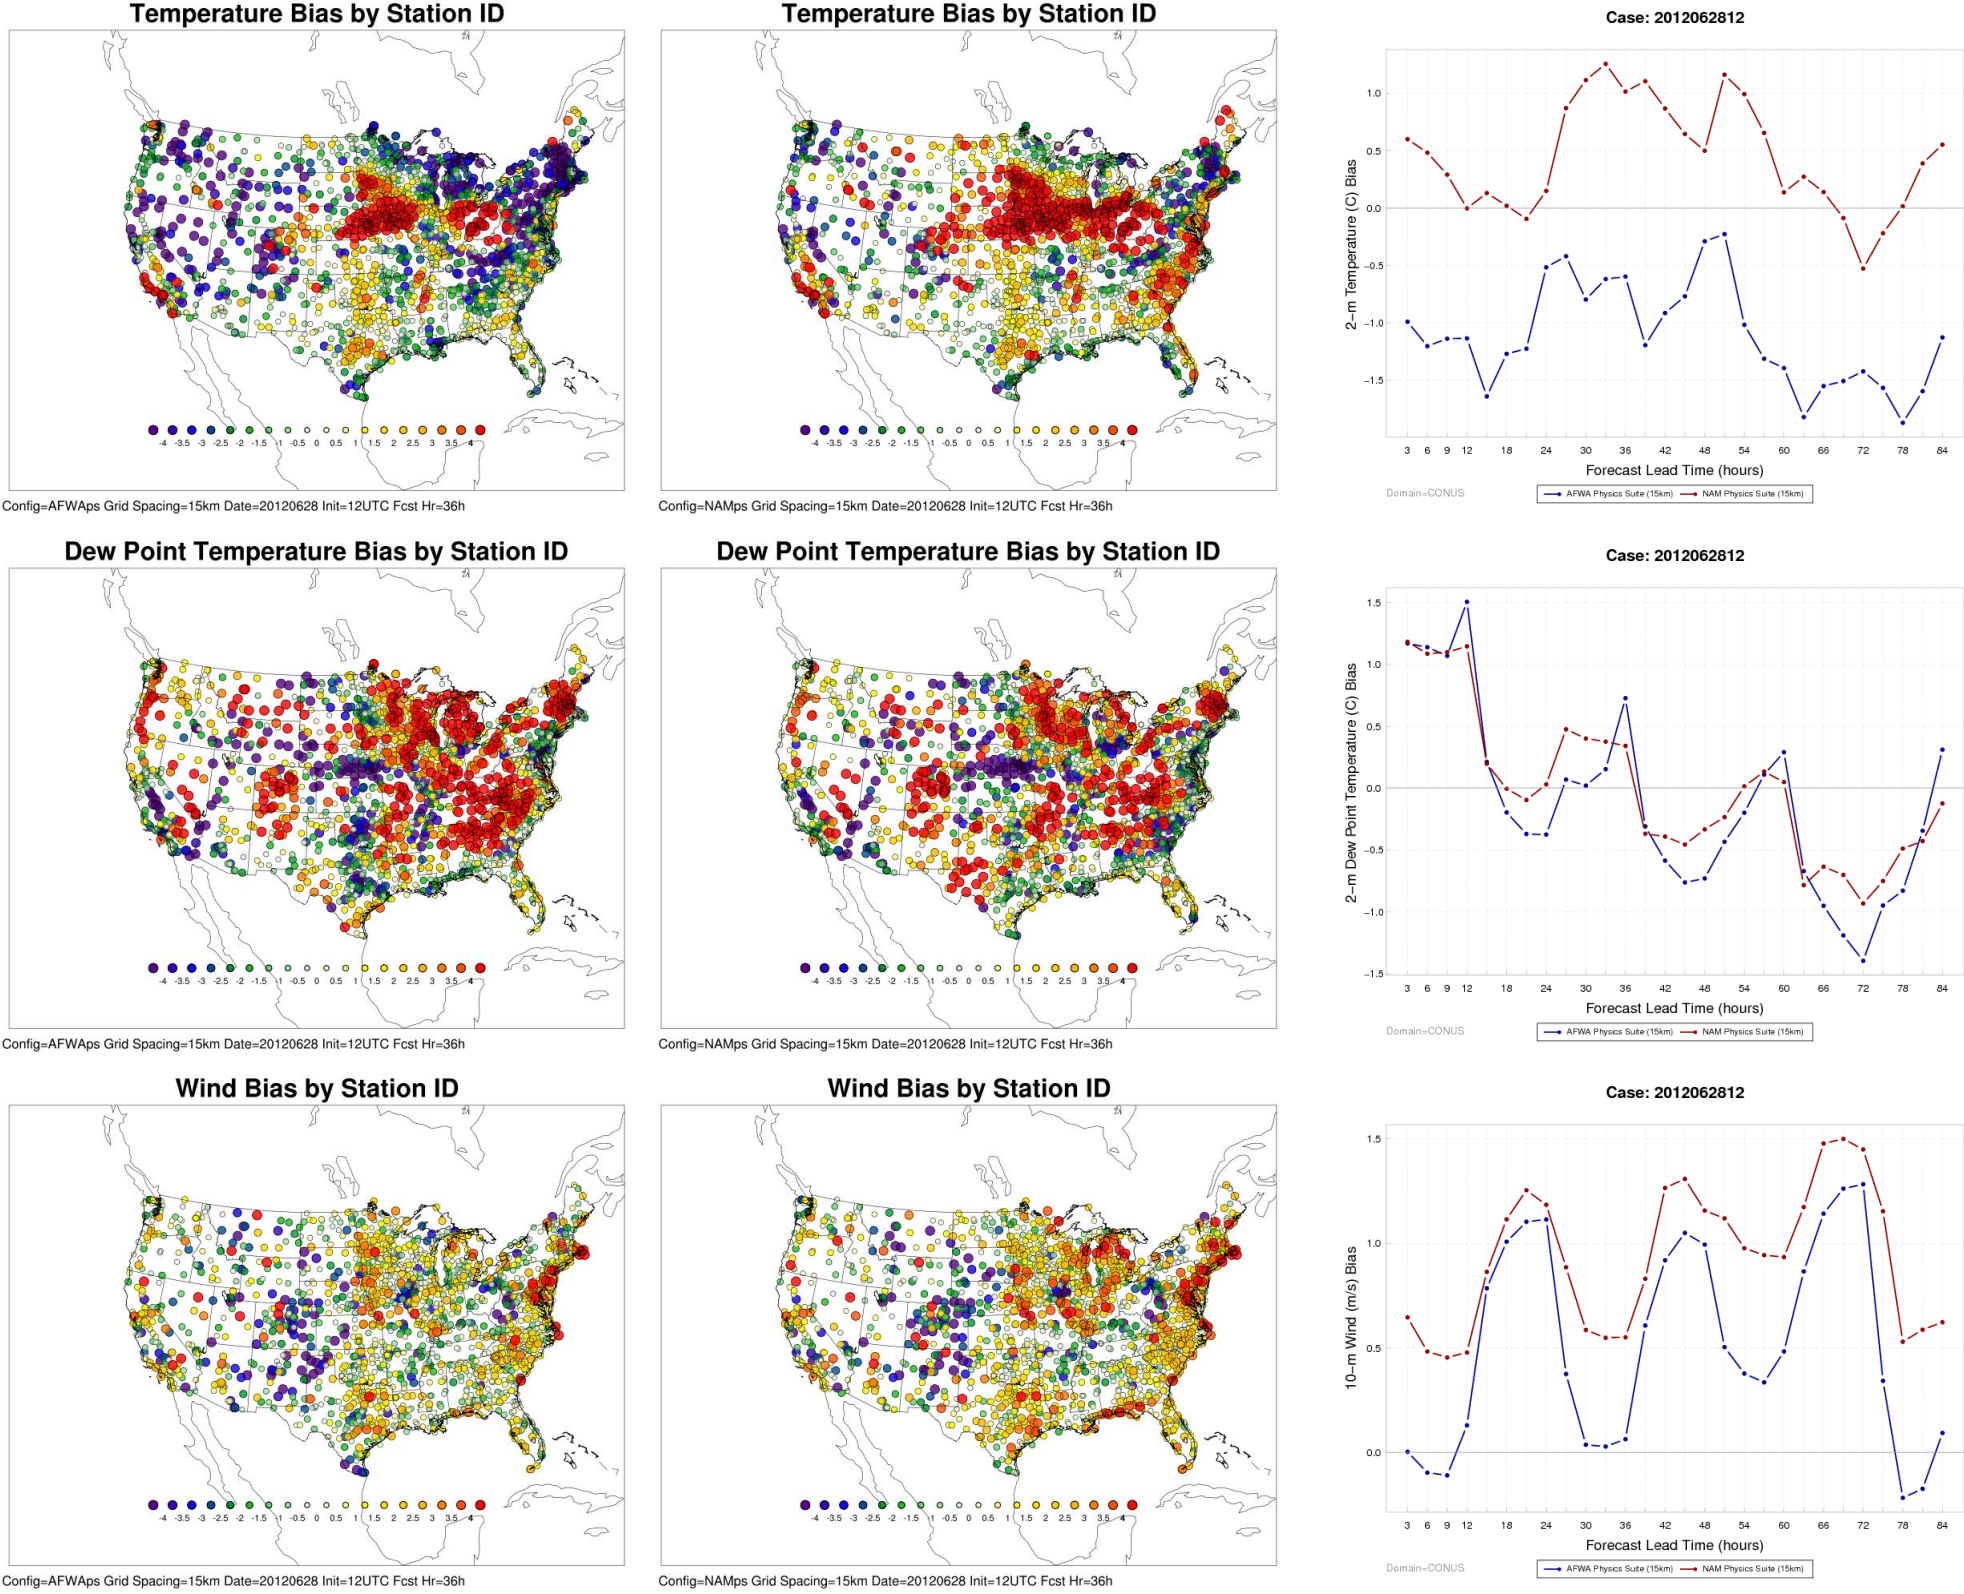 Temperature Bias by Station ID
-4 -3.5 -3 -2.5 -2 -1.5 -1 -0.5 0 0.5 1 1.5 2 2.5 3 3.5 4
Config=AFWAps Grid Spacing=15km Date=20120628 Init=12UTC Fcst Hr=36h
Temperature Bias by Station ID
-4 -3.5 -3 -2.5 -2 -1.5 -1 -0.5 0 0.5 1 1.5 2 2.5 3 3.5 4
Config=NAMps Grid Spacing=15km Date=20120628 Init=12UTC Fcst Hr=36h
Case: 2012062812
2−m Temperature (C) Bias
1.0
0.5
0.0
−0.5
−1.0
−1.5
3 6 9 12 18 24 30 36 42 48 54 60 66 72 78 84
Forecast Lead Time (hours)
Domain=CONUS
AFWA Physics Suite (15km) NAM Physics Suite (15km)
Dew Point Temperature Bias by Station ID
-4 -3.5 -3 -2.5 -2 -1.5 -1 -0.5 0 0.5 1 1.5 2 2.5 3 3.5 4
Config=AFWAps Grid Spacing=15km Date=20120628 Init=12UTC Fcst Hr=36h
Dew Point Temperature Bias by Station ID
-4 -3.5 -3 -2.5 -2 -1.5 -1 -0.5 0 0.5 1 1.5 2 2.5 3 3.5 4
Config=NAMps Grid Spacing=15km Date=20120628 Init=12UTC Fcst Hr=36h
Case: 2012062812
2−m Dew Point Temperature (C) Bias
1.5
1.0
0.5
0.0
−0.5
−1.0
−1.5
3 6 9 12 18 24 30 36 42 48 54 60 66 72 78 84
Forecast Lead Time (hours)
Domain=CONUS
AFWA Physics Suite (15km) NAM Physics Suite (15km)
Wind Bias by Station ID
-4 -3.5 -3 -2.5 -2 -1.5 -1 -0.5 0 0.5 1 1.5 2 2.5 3 3.5 4
Config=AFWAps Grid Spacing=15km Date=20120628 Init=12UTC Fcst Hr=36h
Wind Bias by Station ID
-4 -3.5 -3 -2.5 -2 -1.5 -1 -0.5 0 0.5 1 1.5 2 2.5 3 3.5 4
Config=NAMps Grid Spacing=15km Date=20120628 Init=12UTC Fcst Hr=36h
Case: 2012062812
10−m Wind (m/s) Bias
1.5
1.0
0.5
0.0
3 6 9 12 18 24 30 36 42 48 54 60 66 72 78 84
Forecast Lead Time (hours)
Domain=CONUS
AFWA Physics Suite (15km) NAM Physics Suite (15km)